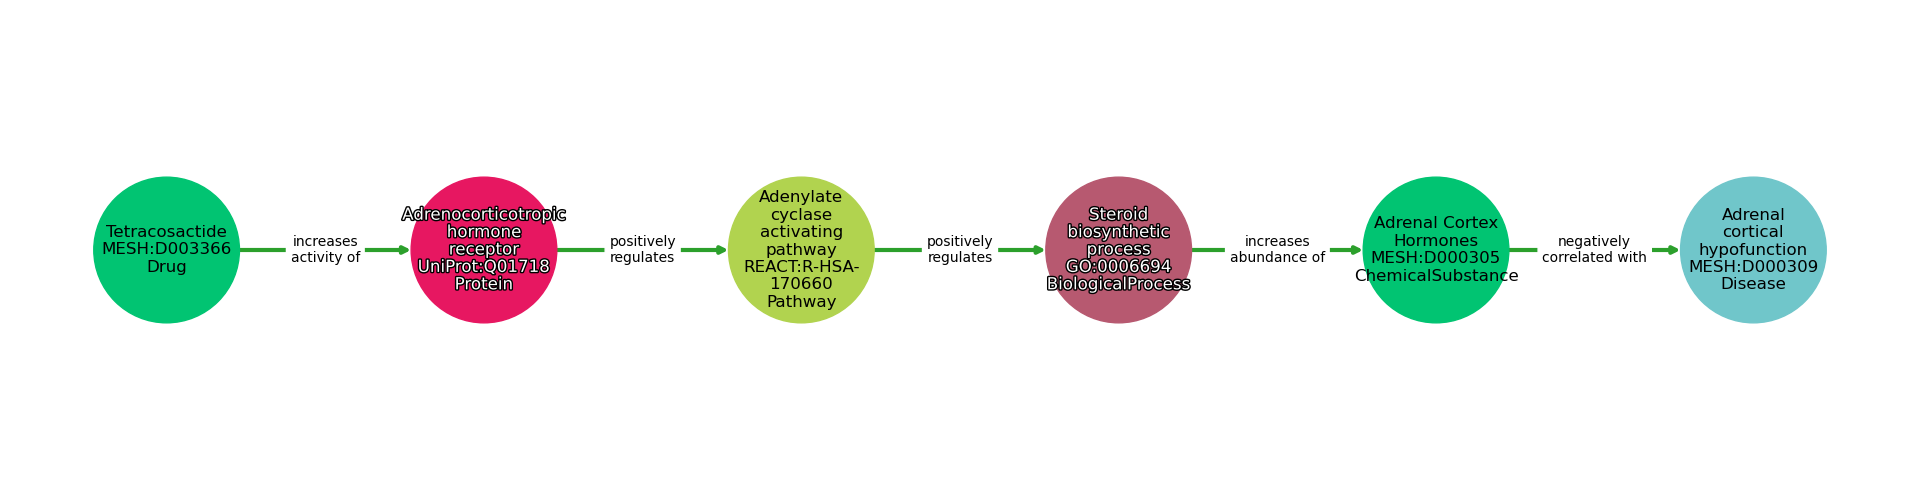 Tetracosactide
MESH:D003366
Drug
increases
activity of
Adrenocorticotropic
hormone
receptor
UniProt:Q01718
Protein
positively
regulates
Adenylate
cyclase
activating
pathway
REACT:R-HSA-
170660
Pathway
positively
regulates
Steroid
biosynthetic
process
GO:0006694
BiologicalProcess
increases
abundance of
Adrenal Cortex
Hormones
MESH:D000305
ChemicalSubstance
negatively
correlated with
Adrenal
cortical
hypofunction
MESH:D000309
Disease